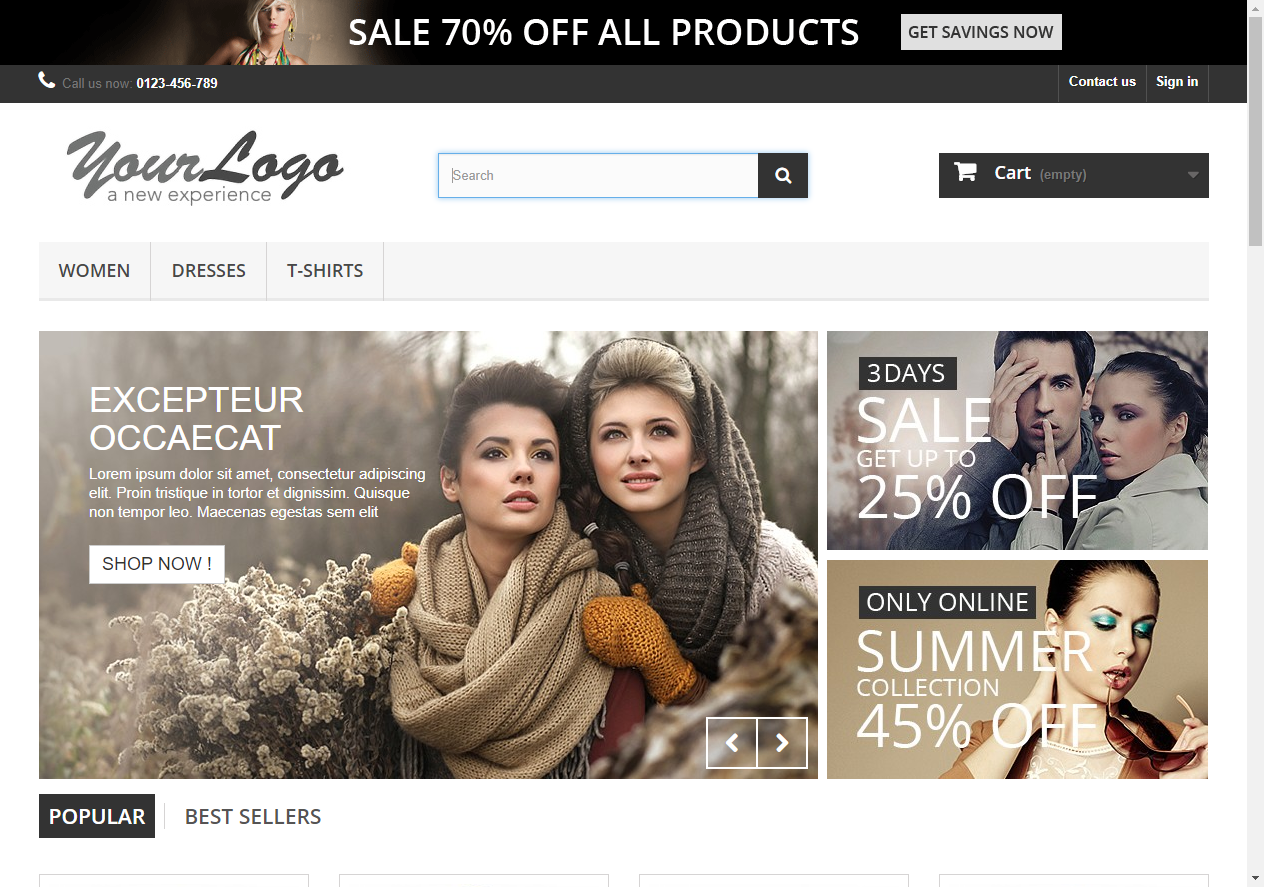 SALE 70% OFF ALL PRODUCTS
GET SAVINGS NOW
Call us now: 0123-456-789
Contact us
Sign in
YourLogo
a new experience
Search
Cart (empty)
WOMEN
DRESSES
T-SHIRTS
EXCEPTEUR
OCCAECAT
Lorem ipsum dolor sit amet, consectetur adipiscing
elit. Proin tristique in tortor et dignissim. Quisque
non tempor leo. Maecenas egestas sem elit
SHOP NOW !
3 DAYS
SALE
GET UP TO
25% OFF
ONLY ONLINE
SUMMER
COLLECTION
45% OFF
POPULAR
BEST SELLERS